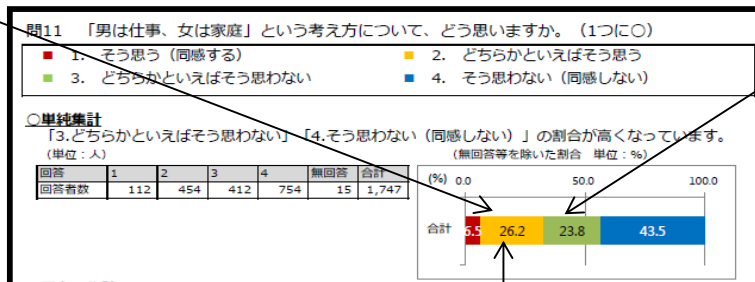 問11 「男は仕事、女は家庭」という考え方について、どう思いますか。(1つに○)
■ 1. そう思う(同感する) ■ 2. どちらかといえばそう思う
■ 3. どちらかといえばそう思わない ■ 4. そう思わない(同感しない)
○単純集計
「3.どちらかといえばそう思わない」「4.そう思わない(同感しない)」の割合が高くなっています。
(単位:人) (無回答等を除いた割合 単位:%)
回答 1 2 3 4 無回答 合計
回答者数 112 454 412 754 15 1,747
(%) 0.0 50.0 100.0
合計 6.5 26.2 23.8 43.5